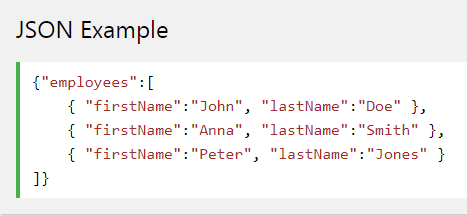 JSON Example
{"employees":[
    { "firstName":"John", "lastName":"Doe" },
    { "firstName":"Anna", "lastName":"Smith" },
    { "firstName":"Peter", "lastName":"Jones" }
]}